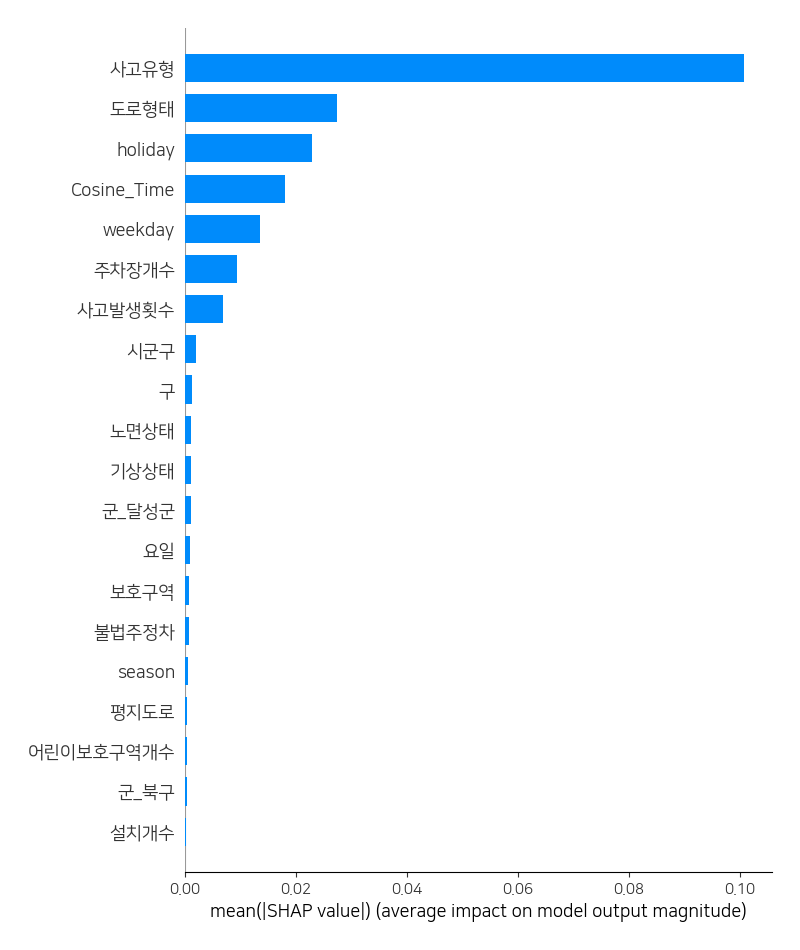 사고유형
도로형태
holiday
Cosine_Time
weekday
주차장개수
사고발생횟수
시군구
구
노면상태
기상상태
군_달성군
요일
보호구역
불법주정차
season
평지도로
어린이보호구역개수
군_북구
설치개수
0.00 0.02 0.04 0.06 0.08 0.10
mean(|SHAP value|) (average impact on model output magnitude)